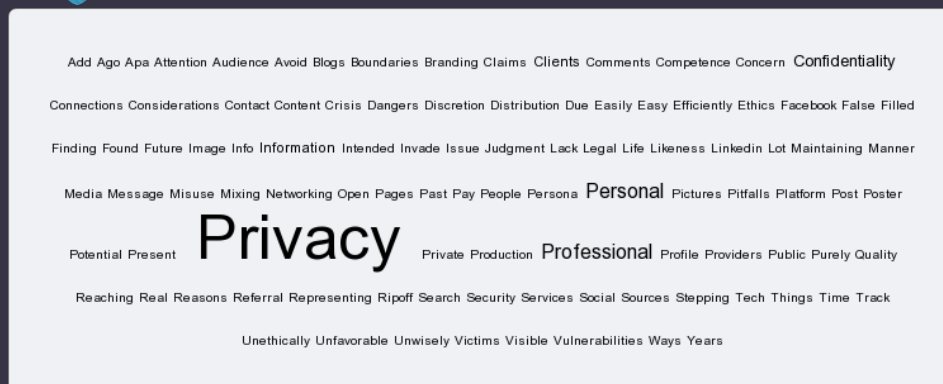 Add Ago Apa Attention Audience Avoid Blogs Boundaries Branding Claims Clients Comments Competence Concern Confidentiality
Connections Considerations Contact Content Crisis Dangers Discretion Distribution Due Easily Easy Efficiently Ethics Facebook False Filled
Finding Found Future Image Info Information Intended Invade Issue Judgment Lack Legal Life Likeness Linkedin Lot Maintaining Manner
Media Message Misuse Mixing Networking Open Pages Past Pay People Persona Personal Pictures Pitfalls Platform Post Poster
Potential Present Privacy Private Production Professional Profile Providers Public Purely Quality
Reaching Real Reasons Referral Representing Ripoff Search Security Services Social Sources Stepping Tech Things Time Track
Unethically Unfavorable Unwisely Victims Visible Vulnerabilities Ways Years